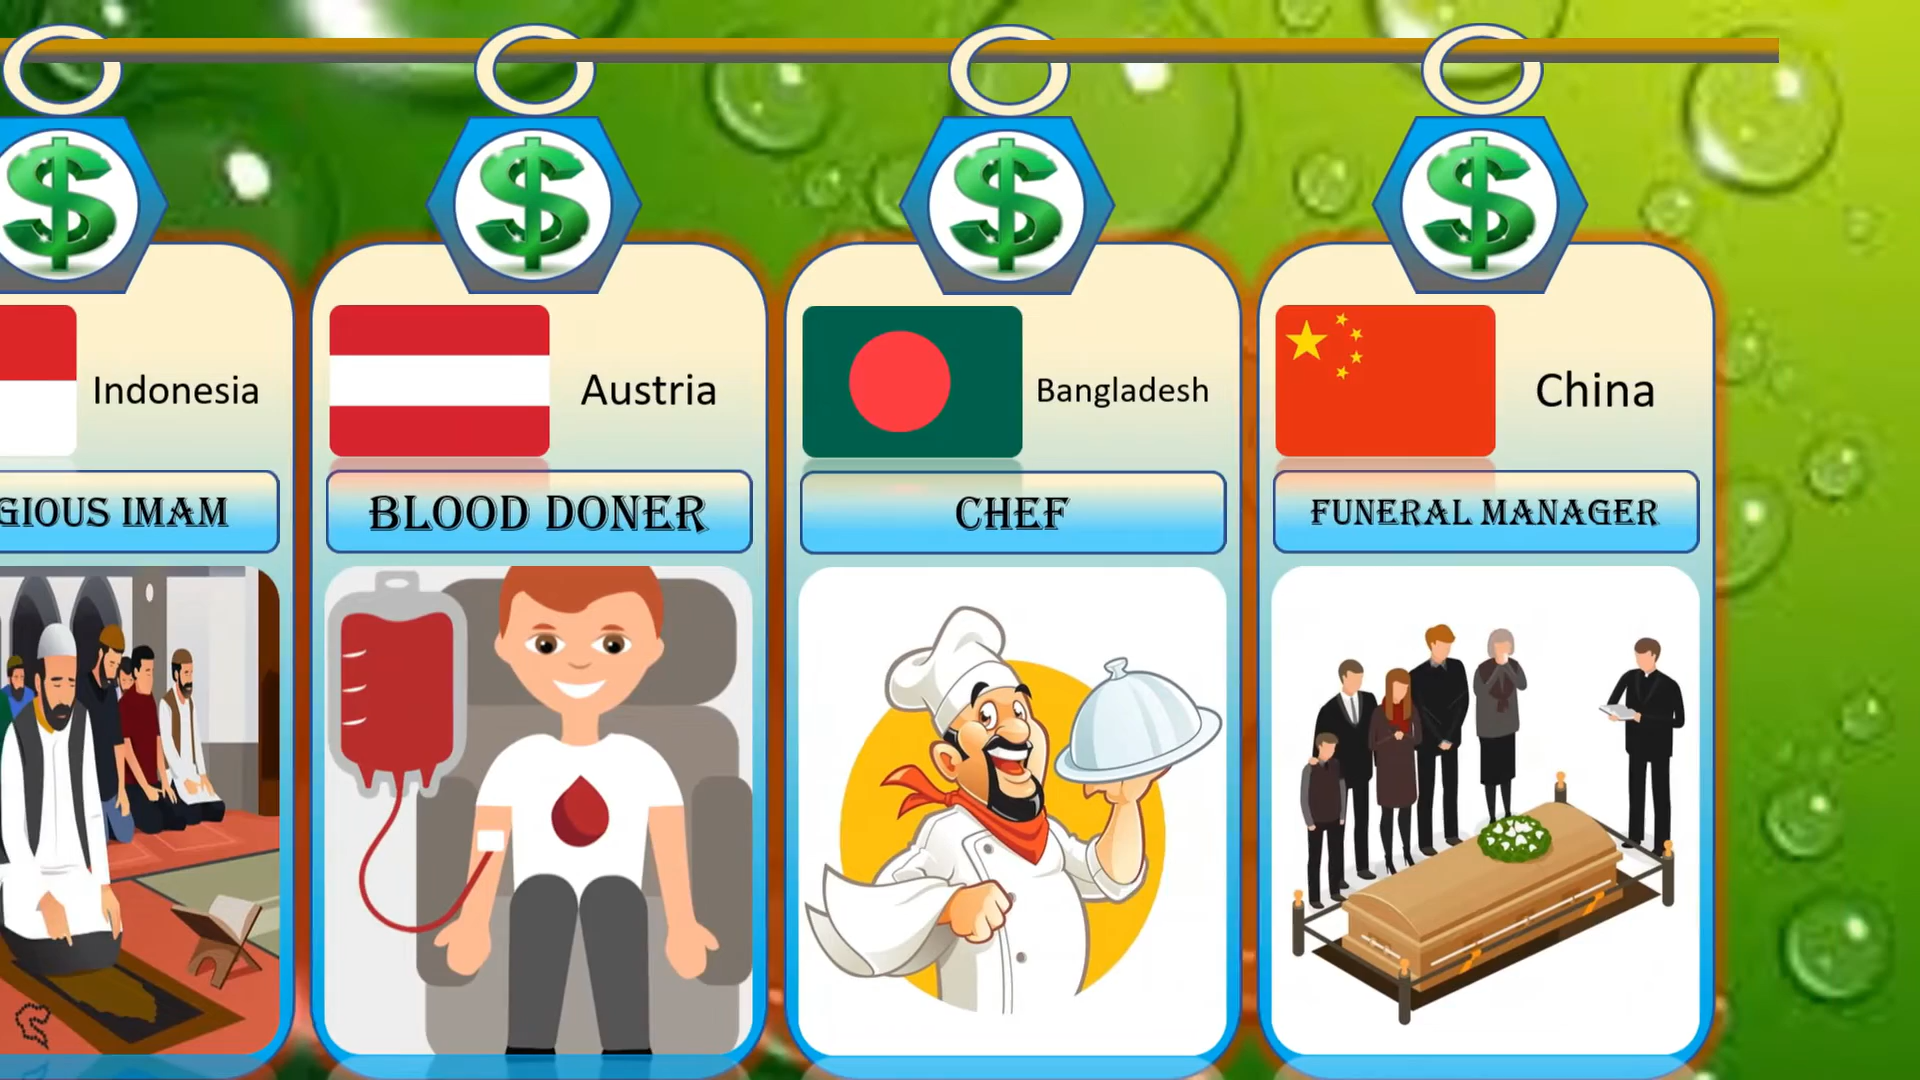 Indonesia
GIOUS IMAM
Austria
BLOOD DONER
Bangladesh
CHEF
China
FUNERAL MANAGER